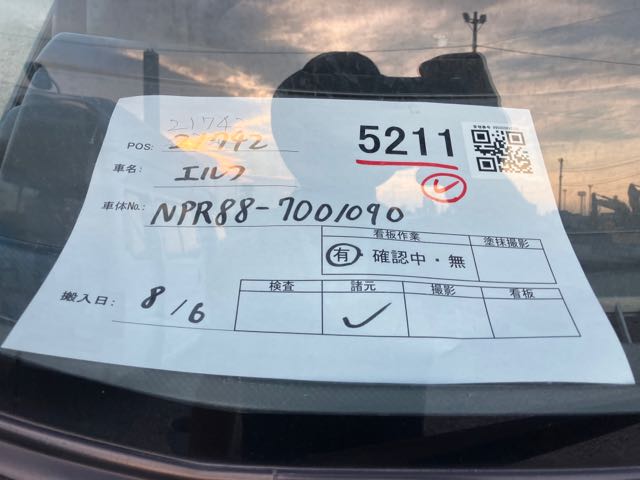 21742
POS: 21742
5211
車名: エルフ
車体No.: NPR88-7001090
看板作業 塗抹撮影
有・確認中・無
搬入日: 8/6
検査 諸元 撮影 看板